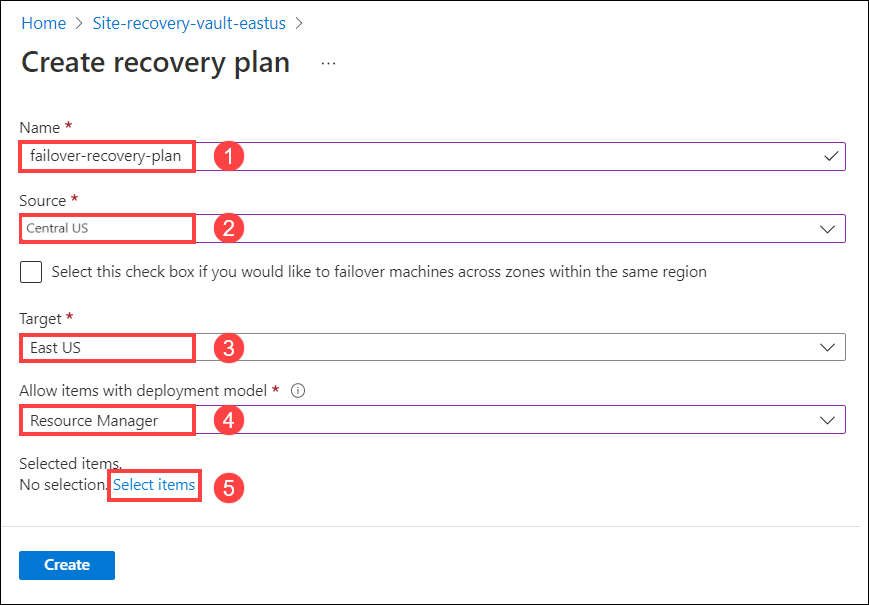 Home > Site-recovery-vault-eastus >
Create recovery plan ...
Name *
failover-recovery-plan 1
Source *
Central US 2
Select this check box if you would like to failover machines across zones within the same region
Target *
East US 3
Allow items with deployment model * i
Resource Manager 4
Selected items.
No selection. Select items 5
Create